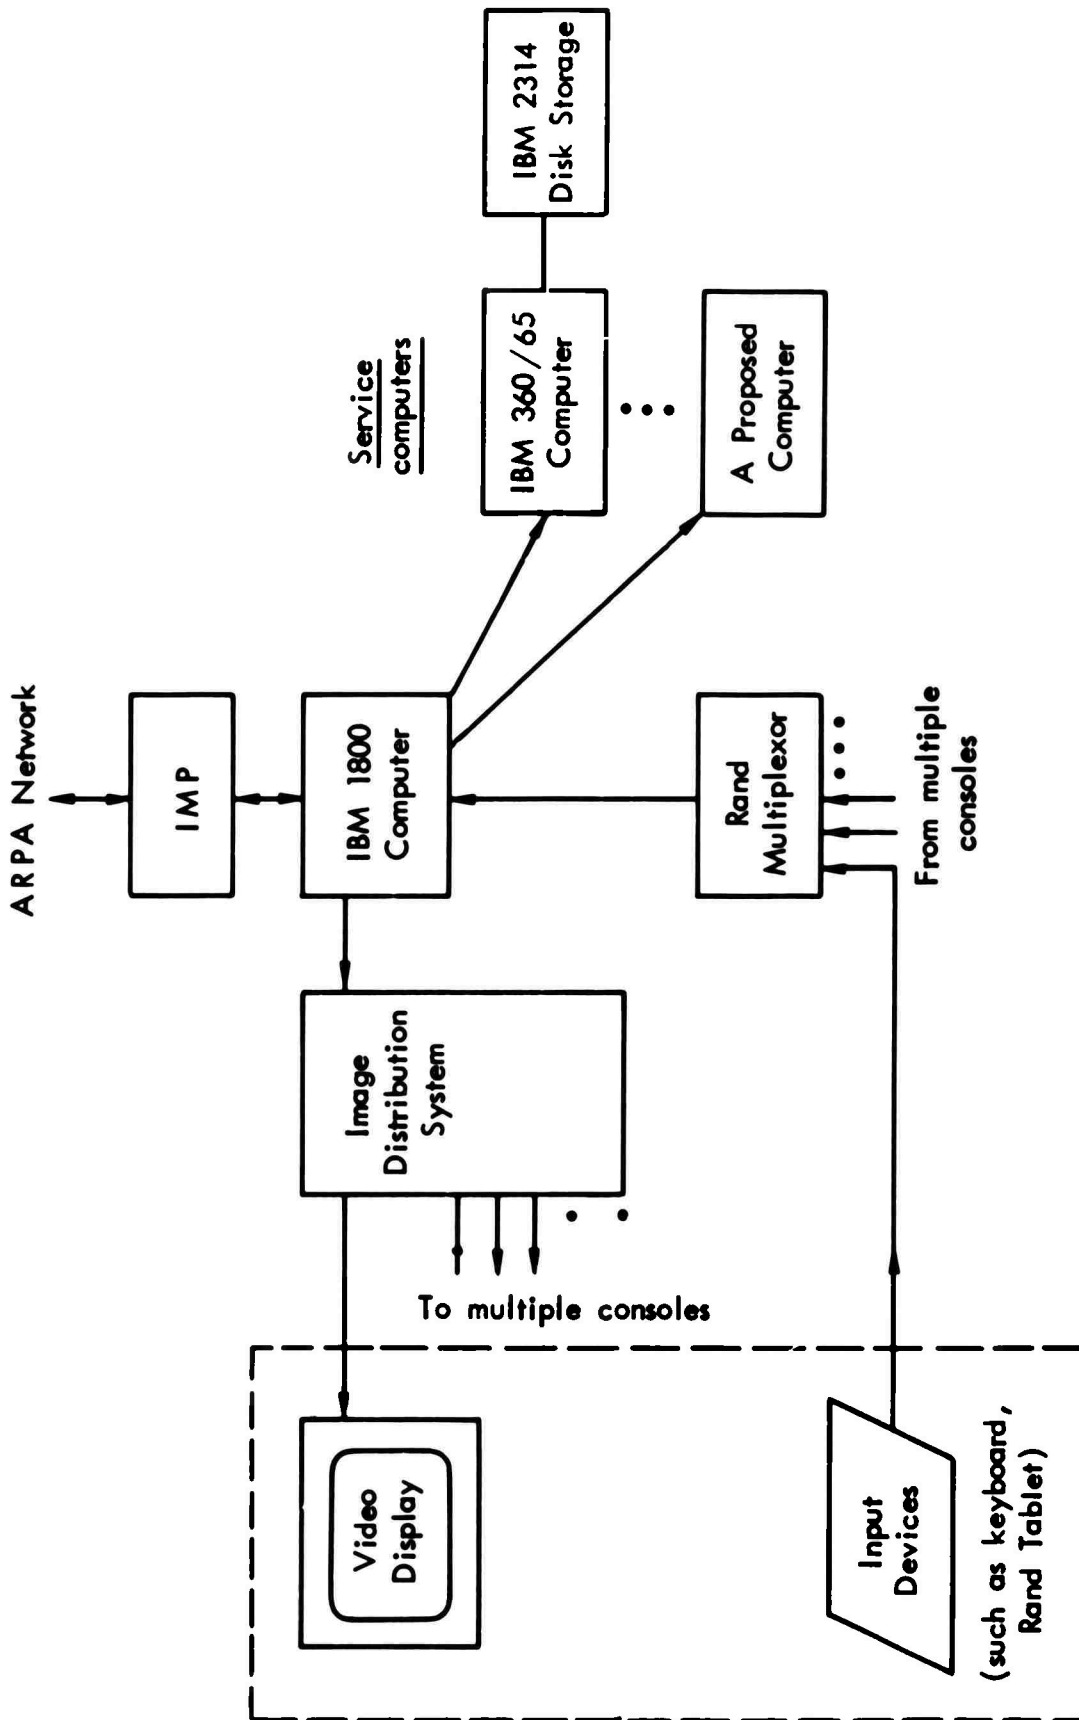 ARPA Network
IMP
Video
Display
Image
Distribution
System
IBM 1800
Computer
Service
computers
IBM 360/65
Computer
IBM 2314
Disk Storage
To multiple consoles
Input
Devices
(such as keyboard,
Rand Tablet)
Rand
Multiplexor
From multiple
consoles
A Proposed
Computer